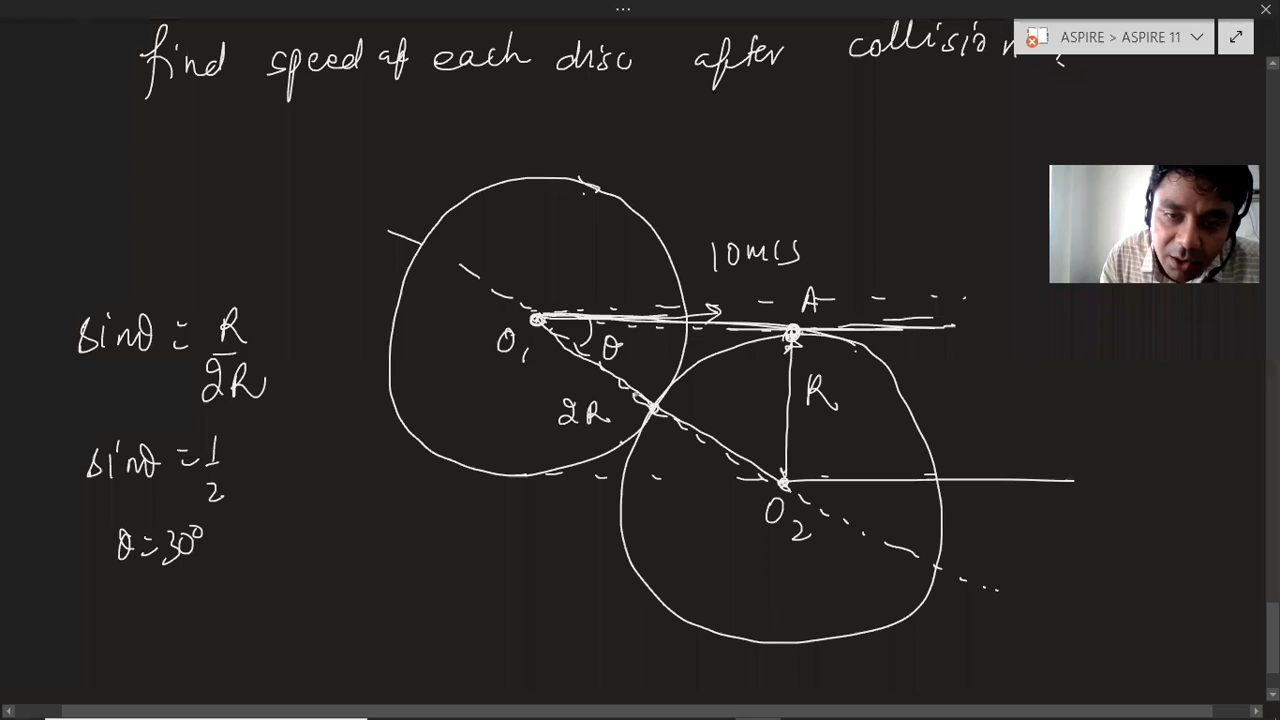 find speed of each disc after collision
ASPIRE > ASPIRE 11
10 m/s
A
O1
θ
sinθ = R/2R
R
2R
sinθ = 1/2
O2
θ = 30°